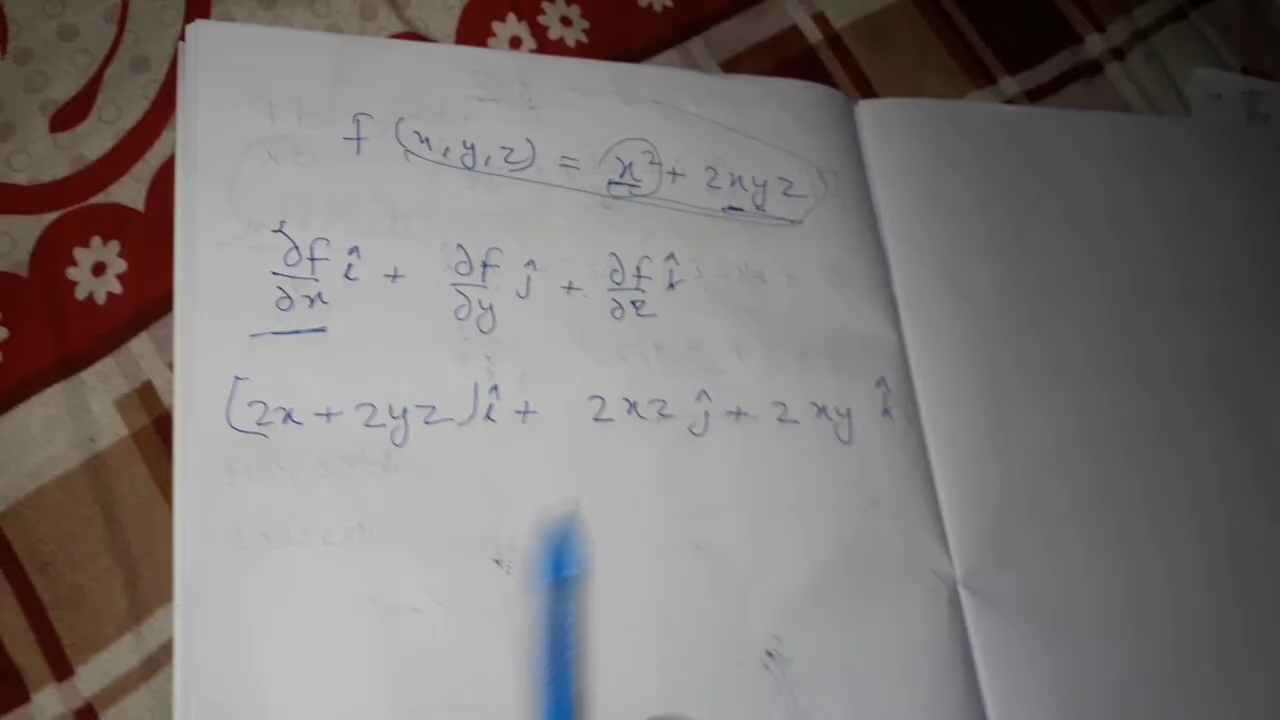 f (x, y, z) = x² + 2xyz
∂f/∂x î + ∂f/∂y ĵ + ∂f/∂z k̂
(2x + 2yz) î + 2xz ĵ + 2xy k̂